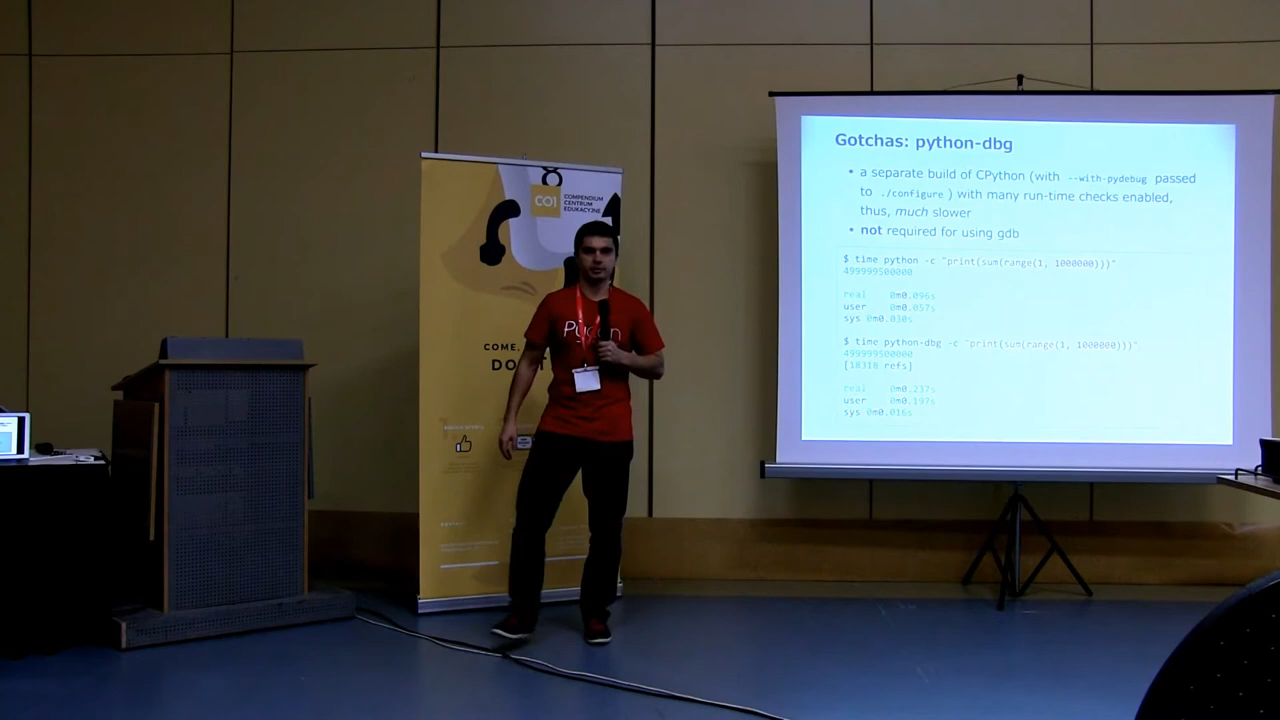 CO1
COMPENDIUM
CENTRUM
EDUKACYJNE
COME,
Gotchas: python-dbg
• a separate build of CPython (with --with-pydebug passed
to ./configure ) with many run-time checks enabled,
thus, much slower
• not required for using gdb
$ time python -c "print(sum(range(1, 1000000)))"
499999500000
real 0m0.096s
user 0m0.057s
sys 0m0.030s
$ time python-dbg -c "print(sum(range(1, 1000000)))"
499999500000
[18318 refs]
real 0m0.237s
user 0m0.197s
sys 0m0.016s